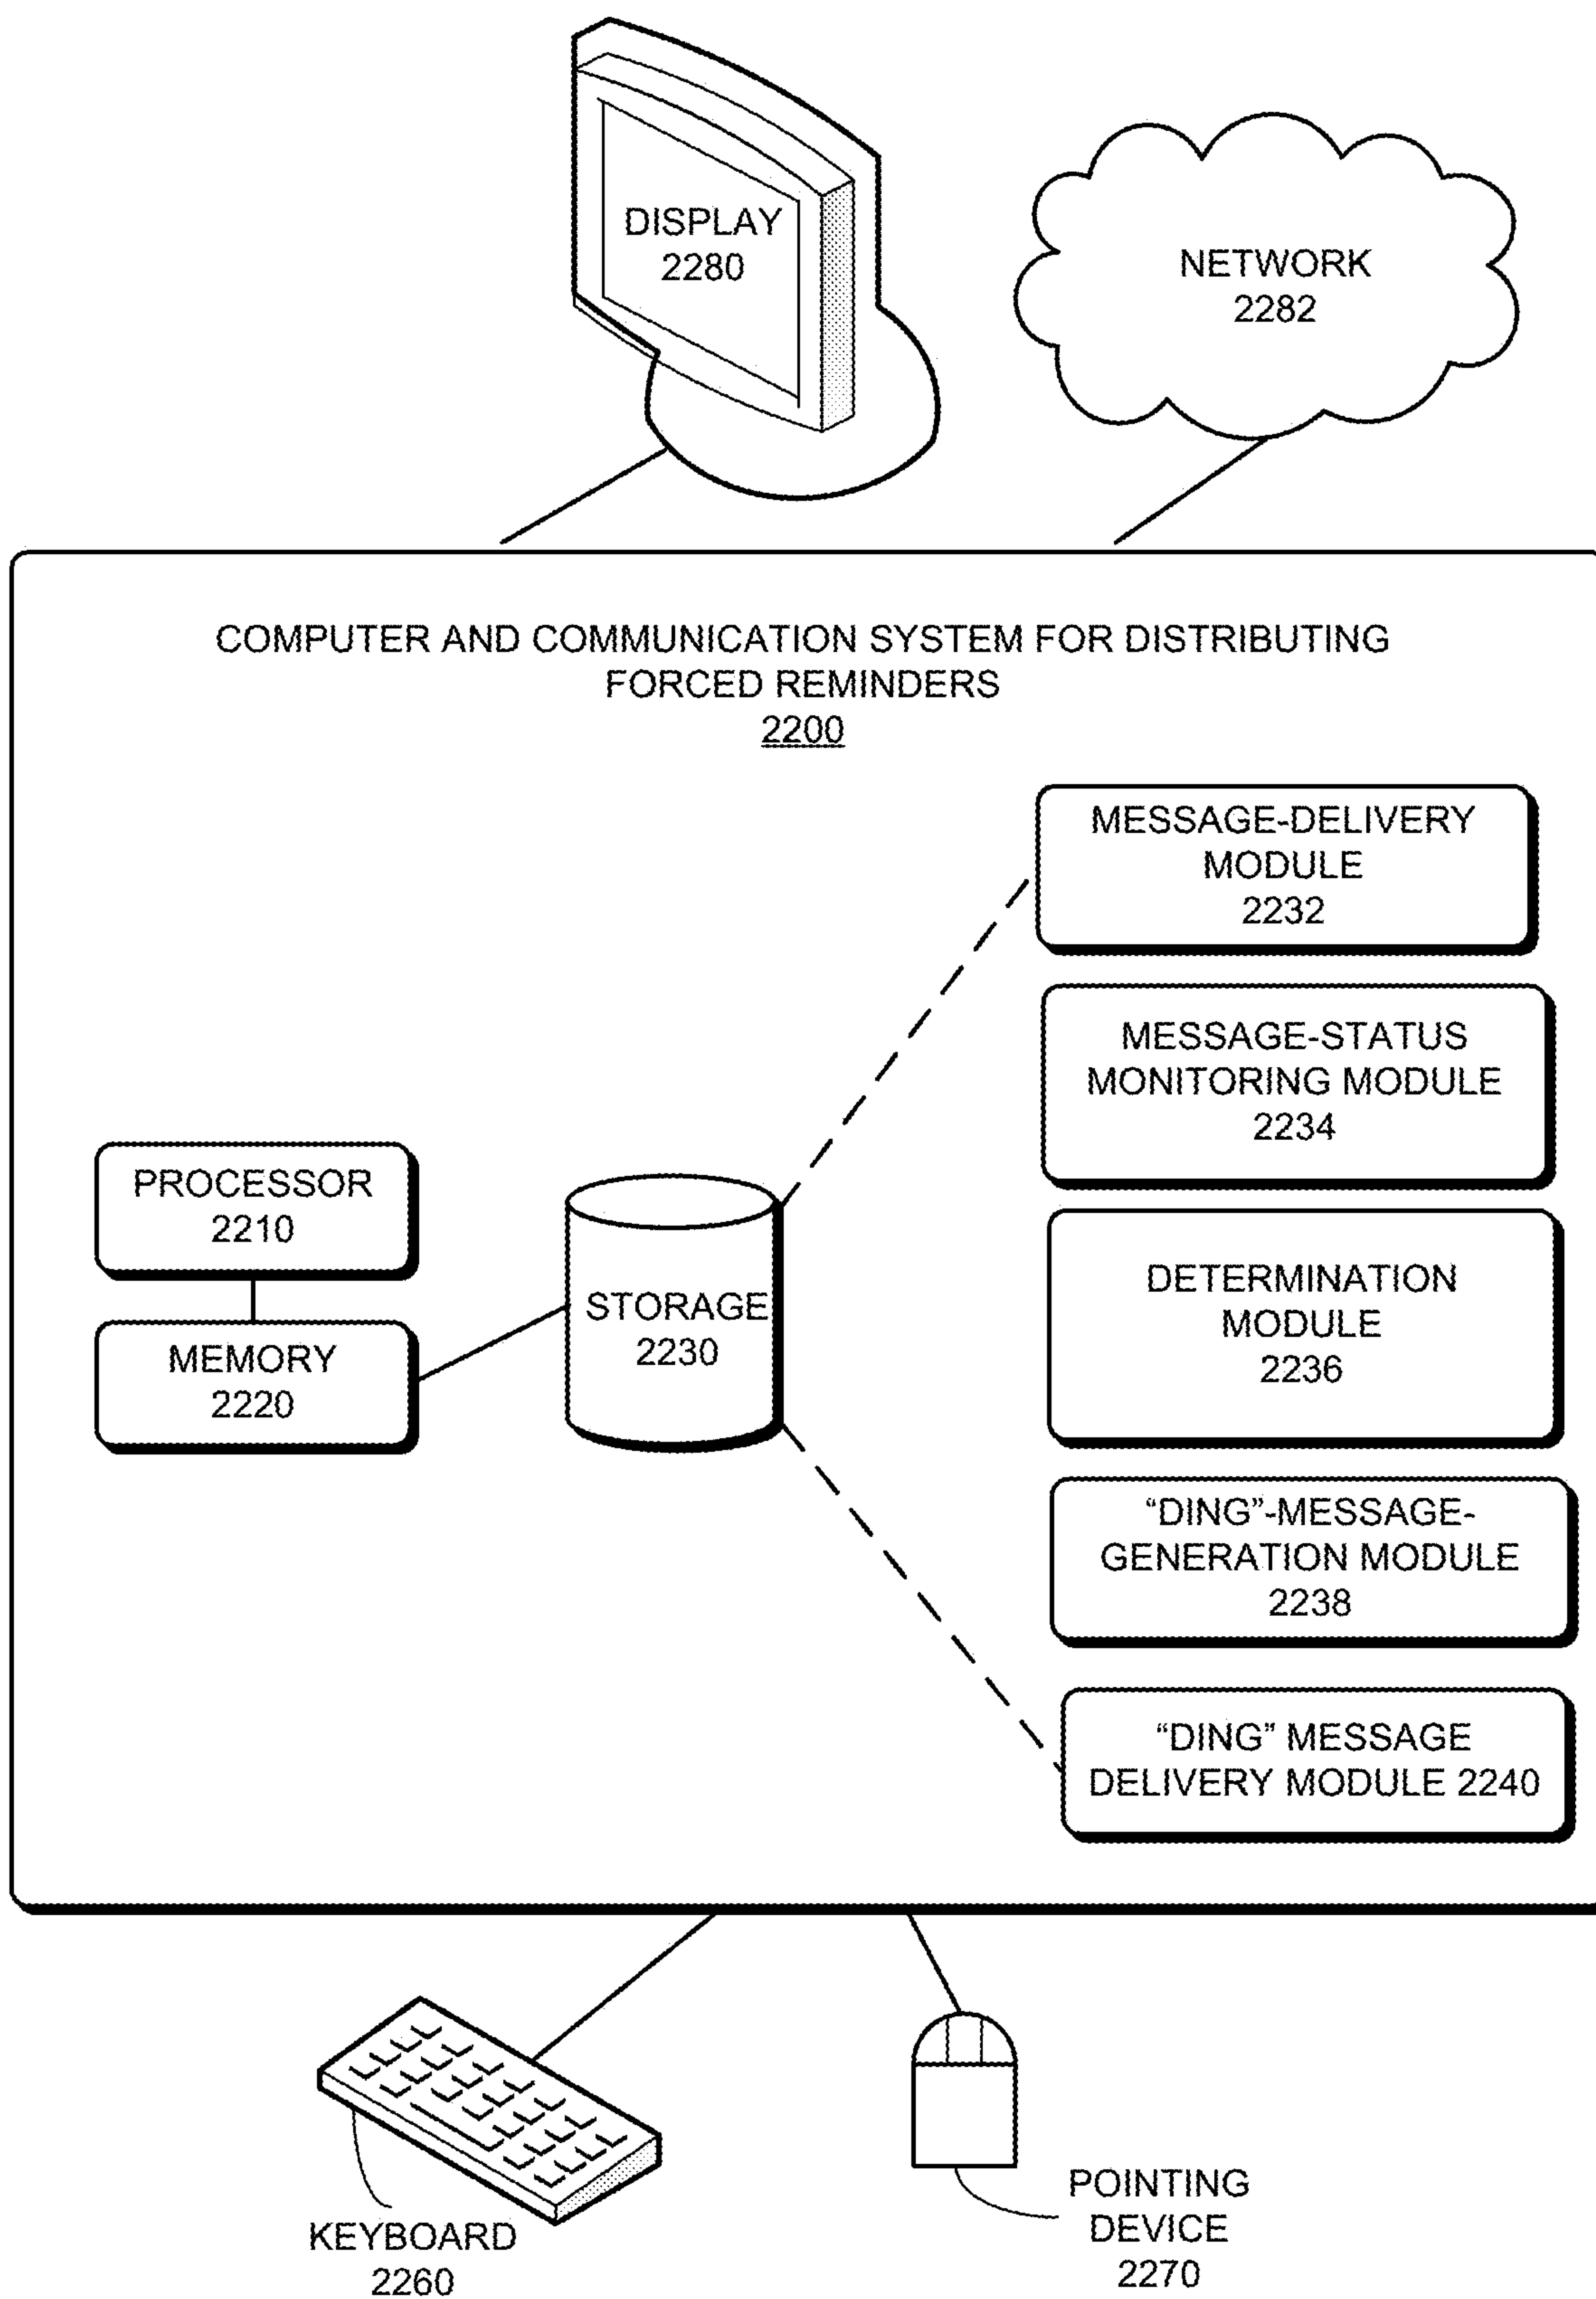 DISPLAY
2280
NETWORK
2282
COMPUTER AND COMMUNICATION SYSTEM FOR DISTRIBUTING
FORCED REMINDERS
2200
MESSAGE-DELIVERY
MODULE
2232
MESSAGE-STATUS
MONITORING MODULE
2234
PROCESSOR
2210
MEMORY
2220
STORAGE
2230
DETERMINATION
MODULE
2236
“DING”-MESSAGE-
GENERATION MODULE
2238
“DING” MESSAGE
DELIVERY MODULE 2240
KEYBOARD
2260
POINTING
DEVICE
2270